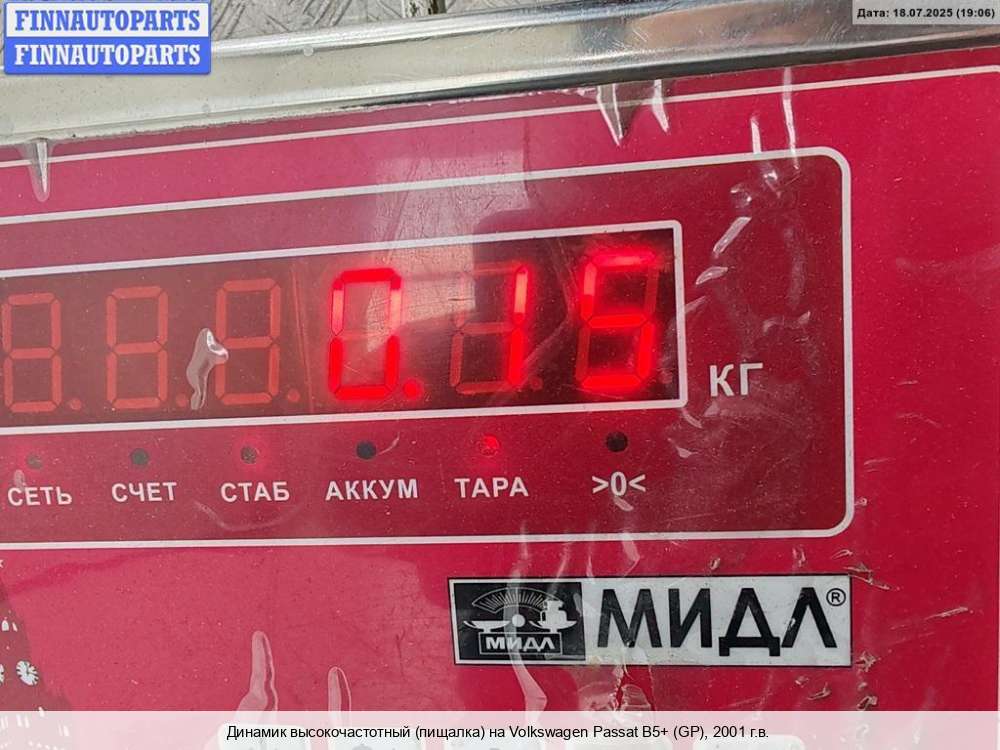 FINNAUTOPARTS
FINNAUTOPARTS
Дата: 18.07.2025 (19:06)
0.15
КГ
СЕТЬ СЧЕТ СТАБ АККУМ ТАРА >0<
МИДЛ МИДЛ®
Динамик высокочастотный (пищалка) на Volkswagen Passat B5+ (GP), 2001 г.в.